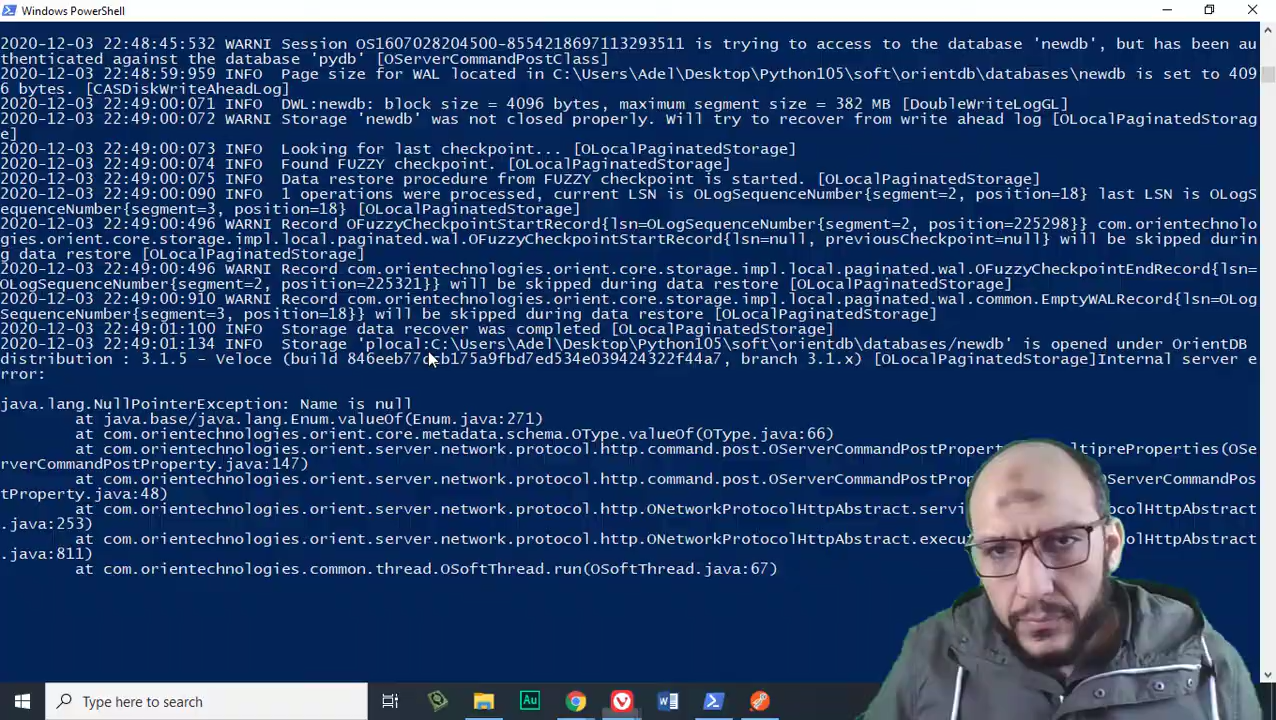 Windows PowerShell
2020-12-03 22:48:45:532 WARNI Session OS1607028204500-8554218697113293511 is trying to access to the database 'newdb', but has been au
thenticated against the database 'pydb' [OServerCommandPostClass]
2020-12-03 22:48:59:959 INFO  Page size for WAL located in C:\Users\Adel\Desktop\Python105\soft\orientdb\databases\newdb is set to 409
6 bytes. [CASDiskWriteAheadLog]
2020-12-03 22:49:00:071 INFO  DWL:newdb: block size = 4096 bytes, maximum segment size = 382 MB [DoubleWriteLogGL]
2020-12-03 22:49:00:072 WARNI Storage 'newdb' was not closed properly. Will try to recover from write ahead log [OLocalPaginatedStorag
e]
2020-12-03 22:49:00:073 INFO  Looking for last checkpoint... [OLocalPaginatedStorage]
2020-12-03 22:49:00:074 INFO  Found FUZZY checkpoint. [OLocalPaginatedStorage]
2020-12-03 22:49:00:075 INFO  Data restore procedure from FUZZY checkpoint is started. [OLocalPaginatedStorage]
2020-12-03 22:49:00:090 INFO  1 operations were processed, current LSN is OLogSequenceNumber{segment=2, position=18} last LSN is OLogS
equenceNumber{segment=3, position=18} [OLocalPaginatedStorage]
2020-12-03 22:49:00:496 WARNI Record OFuzzyCheckpointStartRecord{lsn=OLogSequenceNumber{segment=2, position=225298}} com.orientechnolo
gies.orient.core.storage.impl.local.paginated.wal.OFuzzyCheckpointStartRecord{lsn=null, previousCheckpoint=null} will be skipped durin
g data restore [OLocalPaginatedStorage]
2020-12-03 22:49:00:496 WARNI Record com.orientechnologies.orient.core.storage.impl.local.paginated.wal.OFuzzyCheckpointEndRecord{lsn=
OLogSequenceNumber{segment=2, position=225321}} will be skipped during data restore [OLocalPaginatedStorage]
2020-12-03 22:49:00:910 WARNI Record com.orientechnologies.orient.core.storage.impl.local.paginated.wal.common.EmptyWALRecord{lsn=OLog
SequenceNumber{segment=3, position=18}} will be skipped during data restore [OLocalPaginatedStorage]
2020-12-03 22:49:01:100 INFO  Storage data recover was completed [OLocalPaginatedStorage]
2020-12-03 22:49:01:134 INFO  Storage 'plocal:C:\Users\Adel\Desktop\Python105\soft\orientdb\databases/newdb' is opened under OrientDB
distribution : 3.1.5 - Veloce (build , branch 3.1.x) [OLocalPaginatedStorage]Internal server e
rror:
java.lang.NullPointerException: Name is null
at java.base/java.lang.Enum.valueOf(Enum.java:271)
at com.orientechnologies.orient.core.metadata.schema.OType.valueOf(OType.java:66)
at com.orientechnologies.orient.server.network.protocol.http.command.post.OServerCommandPostPropert ltipreProperties(OSe
rverCommandPostProperty.java:147)
at com.orientechnologies.orient.server.network.protocol.http.command.post.OServerCommandPos
tProperty.java:48)
at com.orientechnologies.orient.server.network.protocol.http.ONetworkProtocolHttpAbstract.servi olHttpAbstract
.java:253)
at com.orientechnologies.orient.server.network.protocol.http.ONetworkProtocolHttpAbstract.execu olHttpAbstract
.java:811)
at com.orientechnologies.common.thread.OSoftThread.run(OSoftThread.java:67)
Type here to search
Au
W